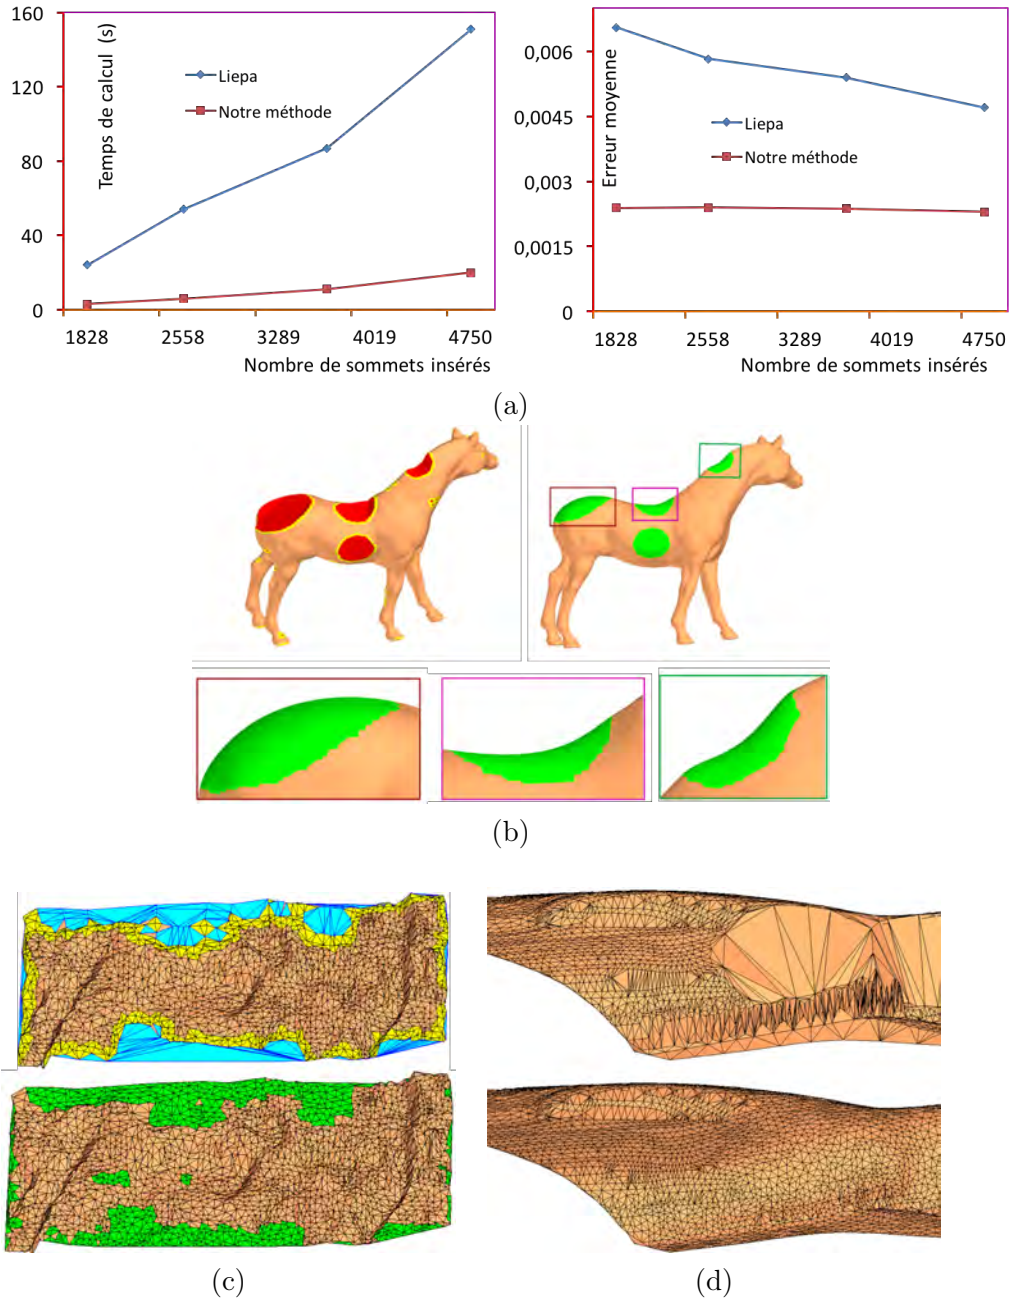 160
120
80
40
0
Temps de calcul (s)
Liepa
Notre méthode
1828 2558 3289 4019 4750
Nombre de sommets insérés
0,006
0,0045
0,003
0,0015
0
Erreur moyenne
Liepa
Notre méthode
1828 2558 3289 4019 4750
Nombre de sommets insérés
(a)
(b)
(c)
(d)